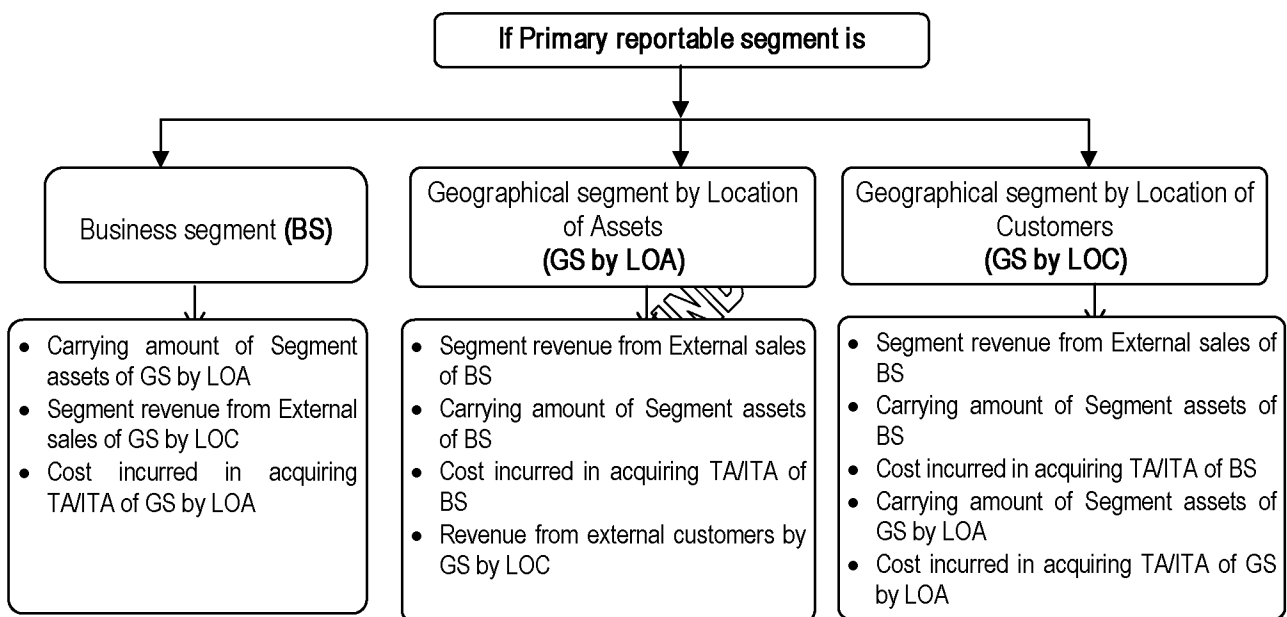 If Primary reportable segment is
Business segment (BS)
Geographical segment by Location
of Assets
(GS by LOA)
Geographical segment by Location of
Customers
(GS by LOC)
• Carrying amount of Segment
assets of GS by LOA
• Segment revenue from External
sales of GS by LOC
• Cost incurred in acquiring
TA/ITA of GS by LOA
• Segment revenue from External sales
of BS
• Carrying amount of Segment assets
of BS
• Cost incurred in acquiring TA/ITA of
BS
• Revenue from external customers by
GS by LOC
• Segment revenue from External sales of
BS
• Carrying amount of Segment assets of
BS
• Cost incurred in acquiring TA/ITA of BS
• Carrying amount of Segment assets of
GS by LOA
• Cost incurred in acquiring TA/ITA of GS
by LOA